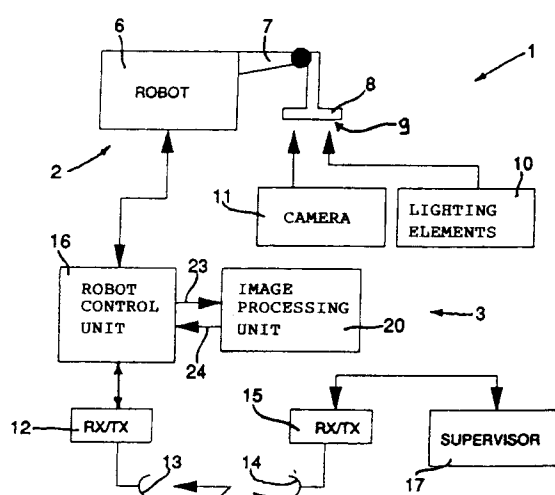 6
7
1
ROBOT
8
9
2
10
11
CAMERA
LIGHTING
ELEMENTS
16
23
ROBOT
CONTROL
UNIT
IMAGE
PROCESSING
UNIT
20
3
24
12
RX/TX
15
RX/TX
SUPERVISOR
17
13
14